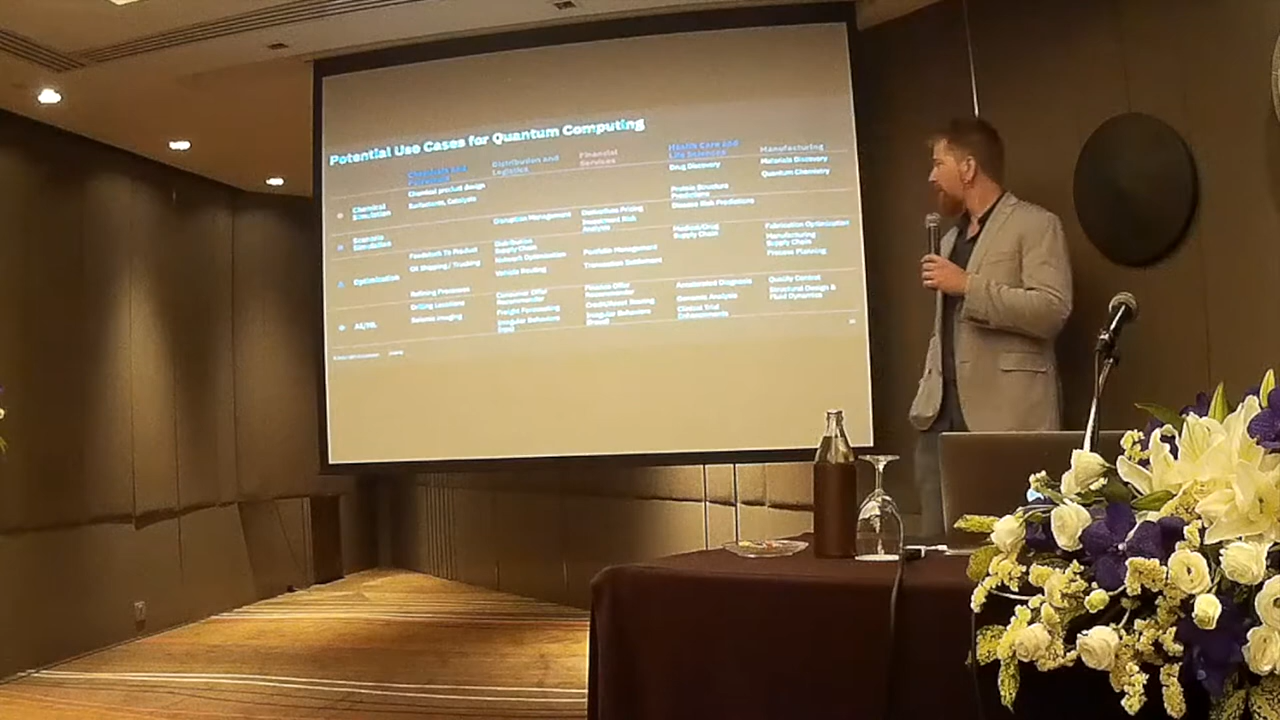 Potential Use Cases for Quantum Computing
Distribution and
Logistics
Financial
Services
Health Care and
Life Sciences
Manufacturing
Chemical
Simulation
Chemical product design
Surfactants, Catalysts
Drug Discovery
Protein Structure
Predictions
Disease Risk Predictions
Materials Discovery
Quantum Chemistry
Scenario
Simulation
Disruption Management
Derivatives Pricing
Investment Risk
Analysis
Optimization
Feedstock To Product
Oil Shipping / Trucking
Refining Processes
Distribution
Supply Chain
Network Optimization
Vehicle Routing
Portfolio Management
Transaction Settlement
Medical/Drug
Supply Chain
Fabrication Optimization
Manufacturing
Supply Chain
Process Planning
AI/ML
Drilling Locations
Seismic Imaging
Consumer Offer
Recommender
Freight Forecasting
Irregular Behaviors
Finance Offer
Recommender
Credit/Asset Scoring
Irregular Behaviors
(fraud)
Accelerated Diagnosis
Genomic Analysis
Clinical Trial
Enhancements
Quality Control
Structural Design &
Fluid Dynamics